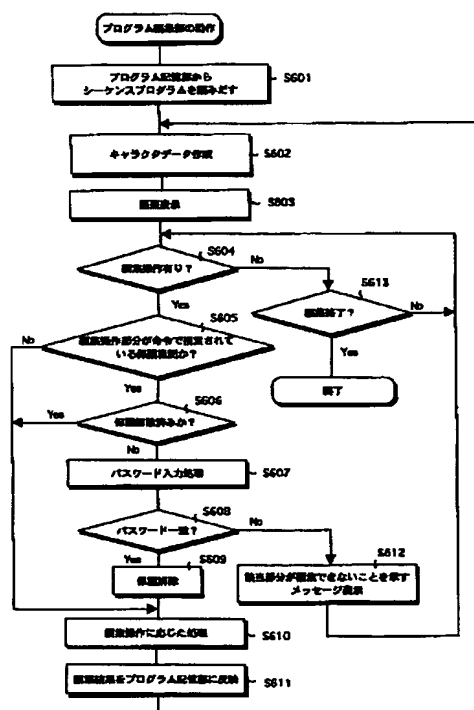 プログラム編集部の動作
プログラム記憶部から
シーケンスプログラムを読みだす
S601
キャラクタデータ作成
S602
画面表示
S603
編集操作有り？
S604
No
Yes
編集終了？
S613
No
Yes
終了
編集操作部分が命令で指定されて
いる保護範囲か？
S605
No
Yes
保護解除済みか？
S606
Yes
No
パスワード入力処理
S607
パスワード一致？
S608
No
Yes
保護解除
S609
該当部分が編集できないことを示す
メッセージ表示
S612
編集操作に応じた処理
S610
編集結果をプログラム記憶部に反映
S611